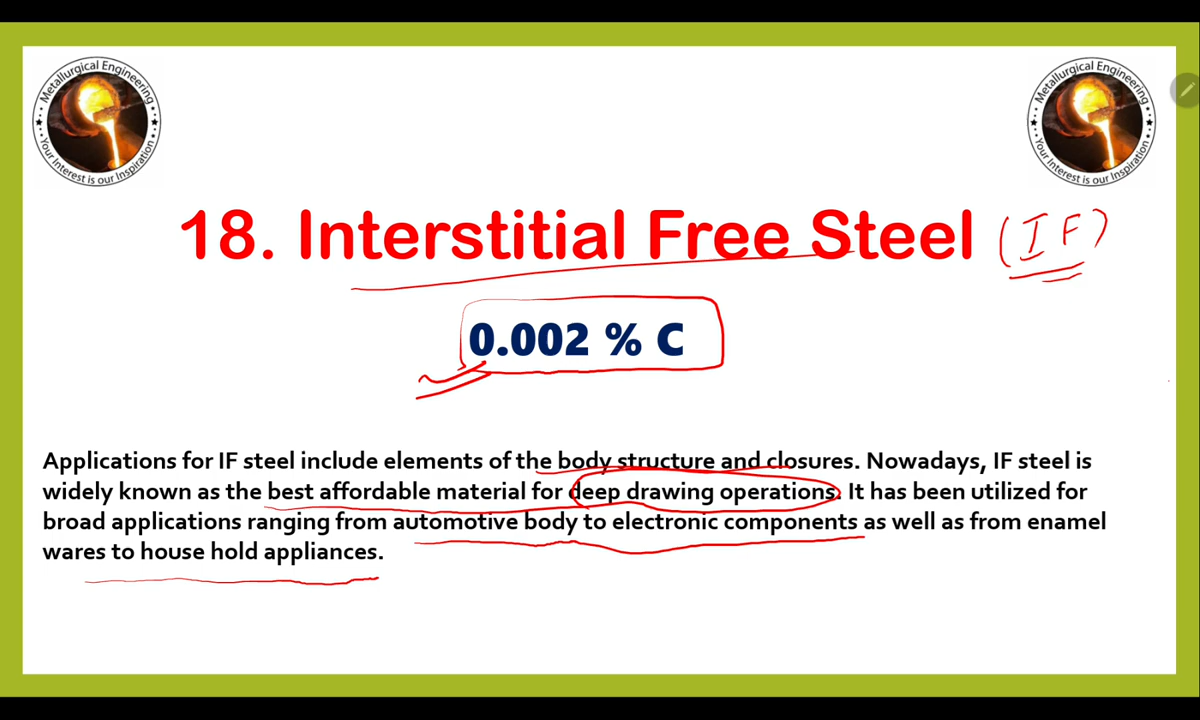 Metallurgical Engineering
Your Interest is our Inspiration
Metallurgical Engineering
Your Interest is our Inspiration
18. Interstitial Free Steel (IF)
0.002 % C
Applications for IF steel include elements of the body structure and closures. Nowadays, IF steel is
widely known as the best affordable material for deep drawing operations. It has been utilized for
broad applications ranging from automotive body to electronic components as well as from enamel
wares to house hold appliances.